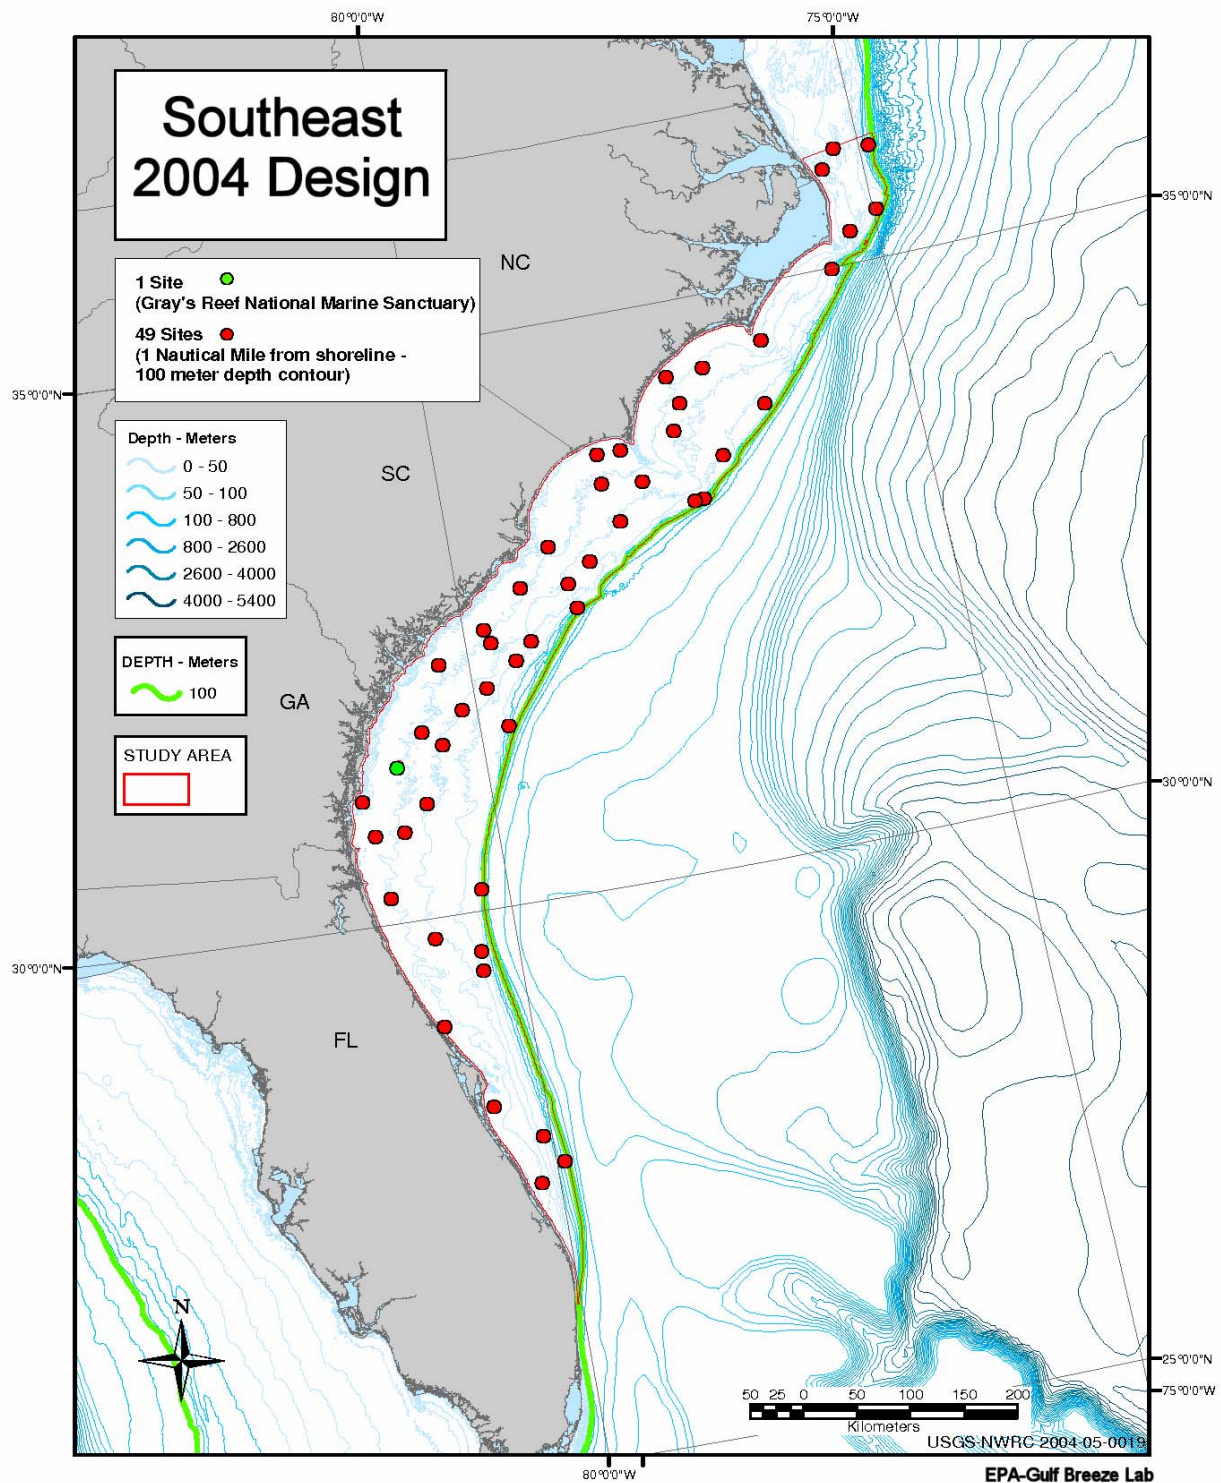 80°0'0"W
75°0'0"W
Southeast
2004 Design
1 Site
(Gray's Reef National Marine Sanctuary)
49 Sites
(1 Nautical Mile from shoreline -
100 meter depth contour)
NC
35°0'0"N
35°0'0"N
Depth - Meters
0 - 50
50 - 100
100 - 800
800 - 2600
2600 - 4000
4000 - 5400
SC
DEPTH - Meters
100
GA
STUDY AREA
30°0'0"N
30°0'0"N
FL
N
25°0'0"N
75°0'0"W
50 25 0 50 100 150 200
Kilometers
USGS-NWRC 2004-05-0019
80°0'0"W
EPA-Gulf Breeze Lab